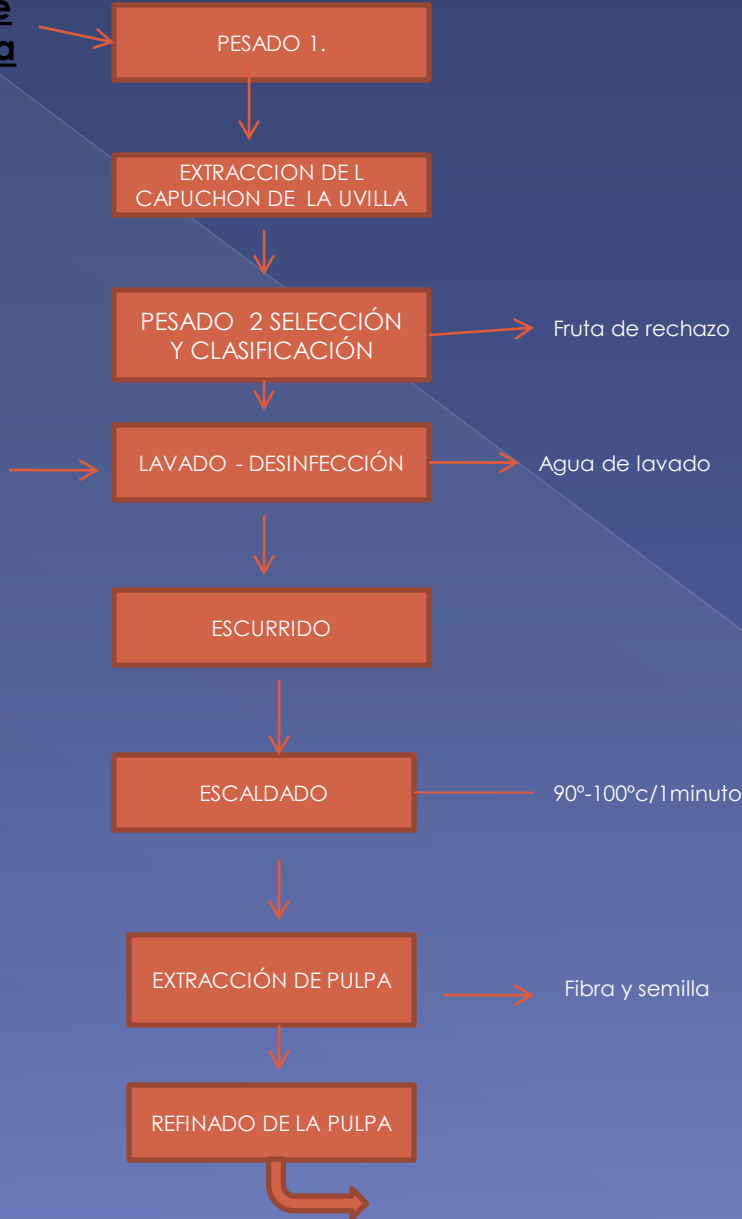 PESADO 1.
EXTRACCION DE L
CAPUCHON DE LA UVILLA
PESADO 2 SELECCIÓN
Y CLASIFICACIÓN
Fruta de rechazo
LAVADO - DESINFECCIÓN
Agua de lavado
ESCURRIDO
ESCALDADO
90º-100ºc/1minuto
EXTRACCIÓN DE PULPA
Fibra y semilla
REFINADO DE LA PULPA